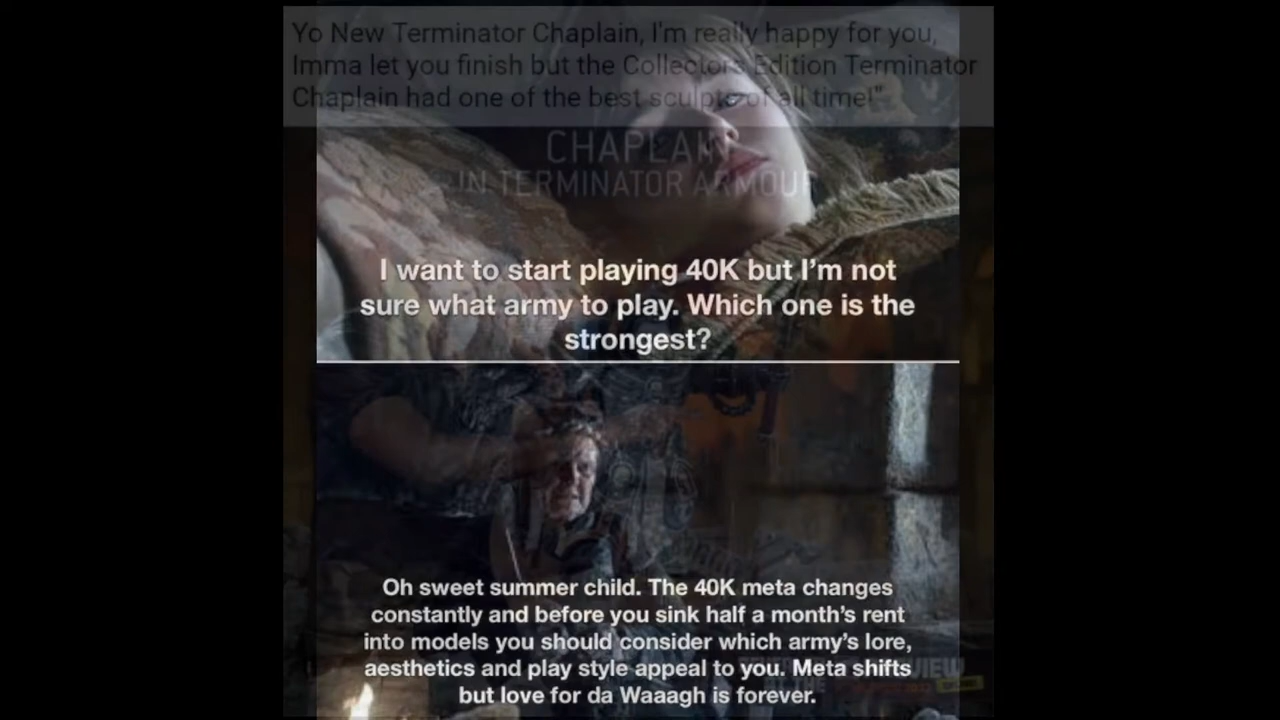 Yo New Terminator Chaplain, I'm really happy for you,
Imma let you finish but the Collectors Edition Terminator
Chaplain had one of the best sculpts of all time!"
CHAPLAIN
IN TERMINATOR ARMOUR
I want to start playing 40K but I'm not
sure what army to play. Which one is the
strongest?
Oh sweet summer child. The 40K meta changes
constantly and before you sink half a month's rent
into models you should consider which army's lore,
aesthetics and play style appeal to you. Meta shifts
but love for da Waaagh is forever.